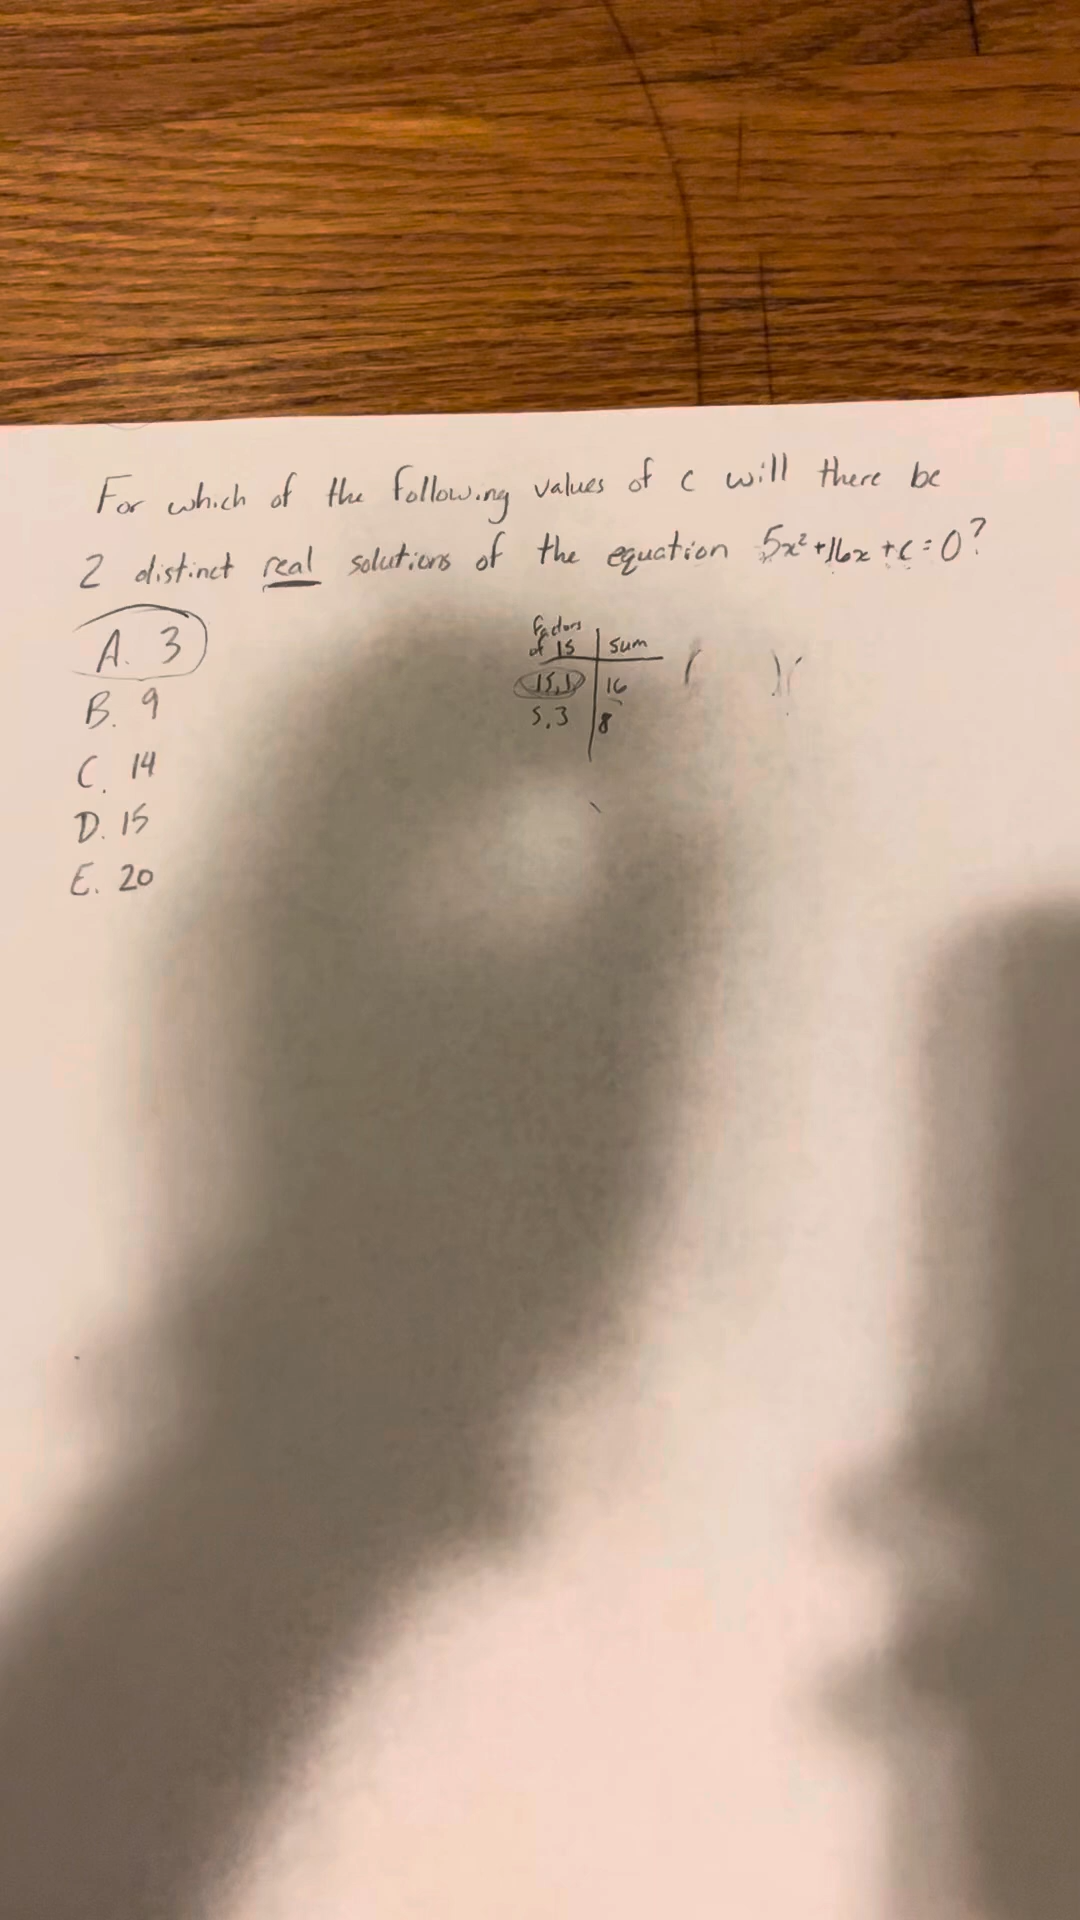 For which of the following values of c will there be
2 distinct real solutions of the equation 5x²+16x+c=0?
A. 3
B. 9
C. 14
D. 15
E. 20
Factors
of 15 | sum
15,1 | 16
5,3 | 8
( )(